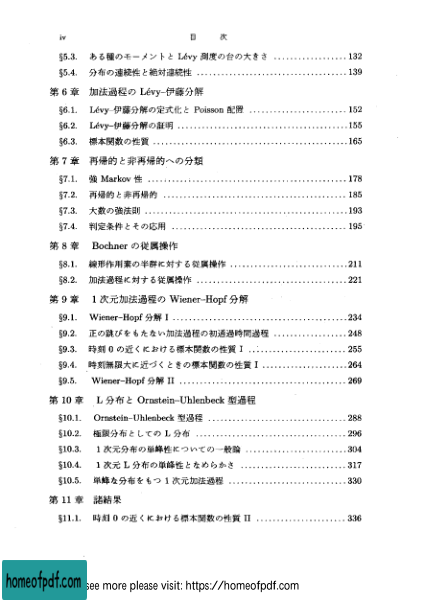 iv 目 次
§5.3. ある種のモーメントと Lévy 測度の台の大きさ ………………132
§5.4. 分布の連続性と絶対連続性 ………………139
第 6 章 加法過程の Lévy–伊藤分解
§6.1. Lévy–伊藤分解の定式化と Poisson 配置 ………………152
§6.2. Lévy–伊藤分解の証明 ………………155
§6.3. 標本関数の性質 ………………165
第 7 章 再帰的と非再帰的への分類
§7.1. 強 Markov 性 ………………178
§7.2. 再帰的と非再帰的 ………………185
§7.3. 大数の強法則 ………………193
§7.4. 判定条件とその応用 ………………195
第 8 章 Bochner の従属操作
§8.1. 線形作用素の半群に対する従属操作 ………………211
§8.2. 加法過程に対する従属操作 ………………221
第 9 章 1 次元加法過程の Wiener–Hopf 分解
§9.1. Wiener–Hopf 分解 I ………………234
§9.2. 正の跳びをもたない加法過程の初通過時間過程 ………………248
§9.3. 時刻 0 の近くにおける標本関数の性質 I ………………255
§9.4. 時刻無限大に近づくときの標本関数の性質 I ………………264
§9.5. Wiener–Hopf 分解 II ………………269
第 10 章 L 分布と Ornstein–Uhlenbeck 型過程
§10.1. Ornstein–Uhlenbeck 型過程 ………………288
§10.2. 極限分布としての L 分布 ………………296
§10.3. 1 次元分布の単峰性についての一般論 ………………304
§10.4. 1 次元 L 分布の単峰性となめらかさ ………………317
§10.5. 単峰な分布をもつ 1 次元加法過程 ………………330
第 11 章 諸結果
§11.1. 時刻 0 の近くにおける標本関数の性質 II ………………336
homeofpdf.com see more please visit: https://homeofpdf.com